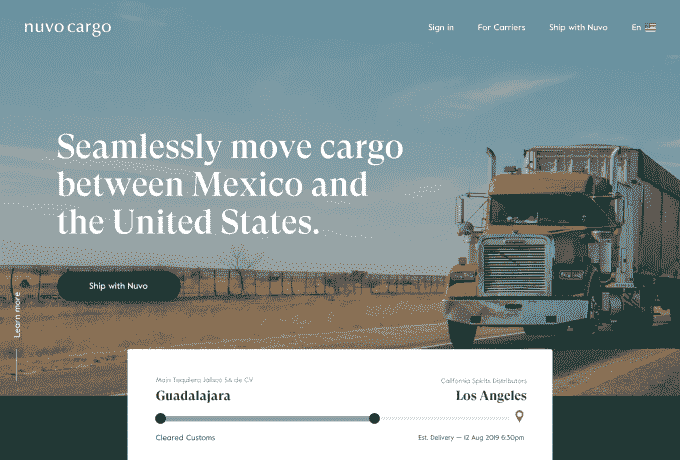 nuvo cargo
Sign in
For Carriers
Ship with Nuvo
En
Seamlessly move cargo
between Mexico and
the United States.
Ship with Nuvo
Learn more
Main Tequilera Jalisco SA de CV
California Spirits Distributors
Guadalajara
Los Angeles
Cleared Customs
Est. Delivery — 12 Aug 2019 6:30pm